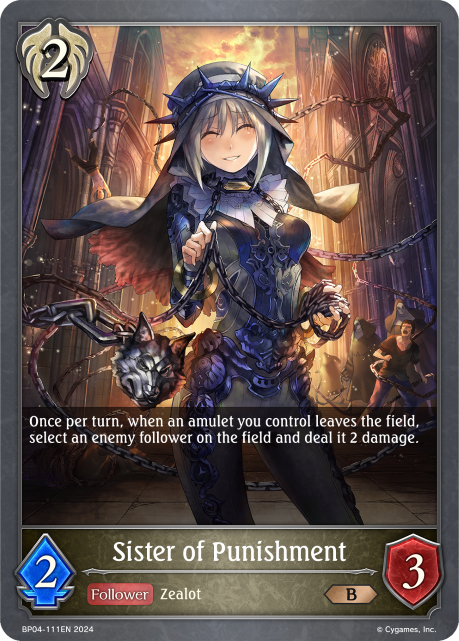 2
Once per turn, when an amulet you control leaves the field,
select an enemy follower on the field and deal it 2 damage.
Sister of Punishment
2
Follower Zealot
B
3
BP04-111EN 2024
© Cygames, Inc.